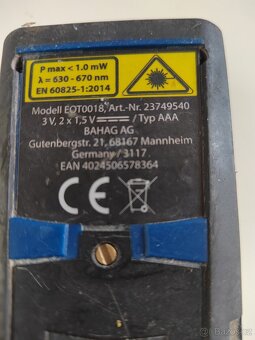 P max < 1.0 mW
λ = 630 - 670 nm
EN 60825-1:2014
Modell EOT0018, Art.-Nr. 23749540
3 V, 2 x 1,5 V / Typ AAA
BAHAG AG
Gutenbergstr. 21, 68167 Mannheim
Germany / 3117
EAN 4024506578364
CE